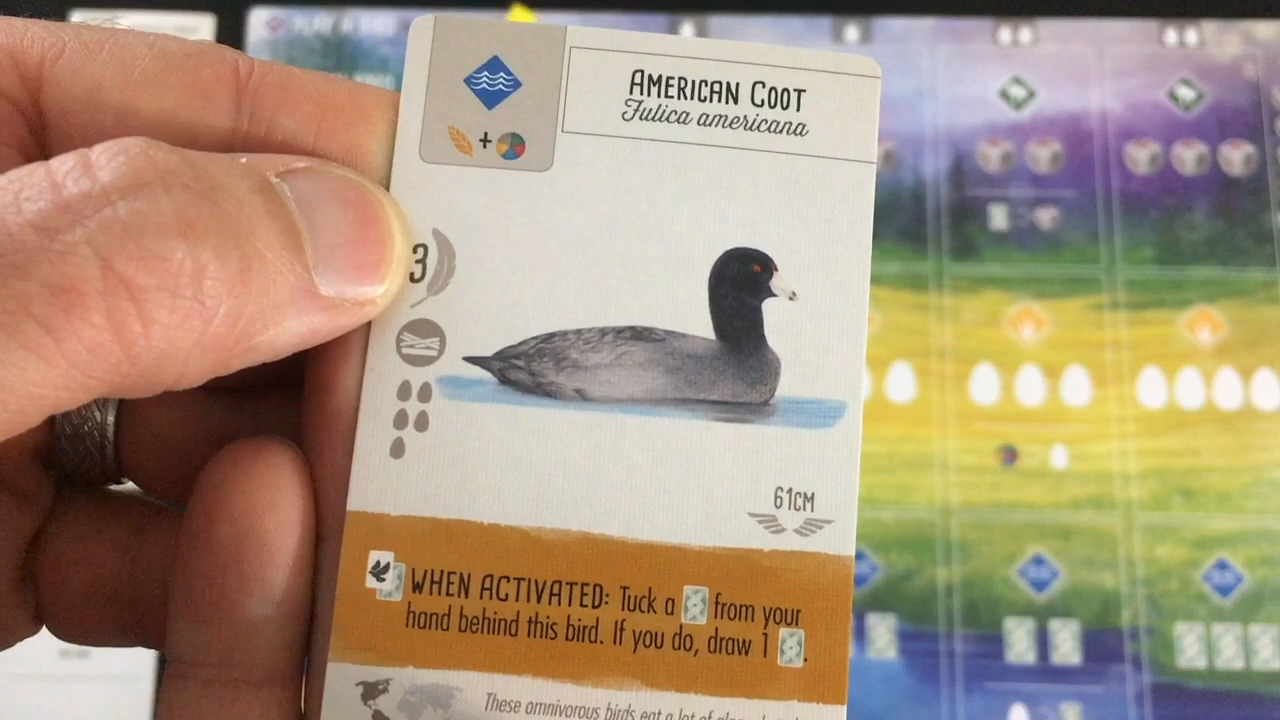 AMERICAN COOT
Fulica americana
+
3
61CM
WHEN ACTIVATED: Tuck a from your
hand behind this bird. If you do, draw 1 .
These omnivorous birds eat a lot of